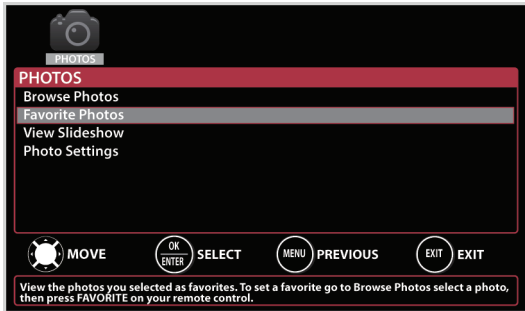 PHOTOS
PHOTOS
Browse Photos
Favorite Photos
View Slideshow
Photo Settings
MOVE OK ENTER SELECT MENU PREVIOUS EXIT EXIT
View the photos you selected as favorites. To set a favorite go to Browse Photos select a photo,
then press FAVORITE on your remote control.